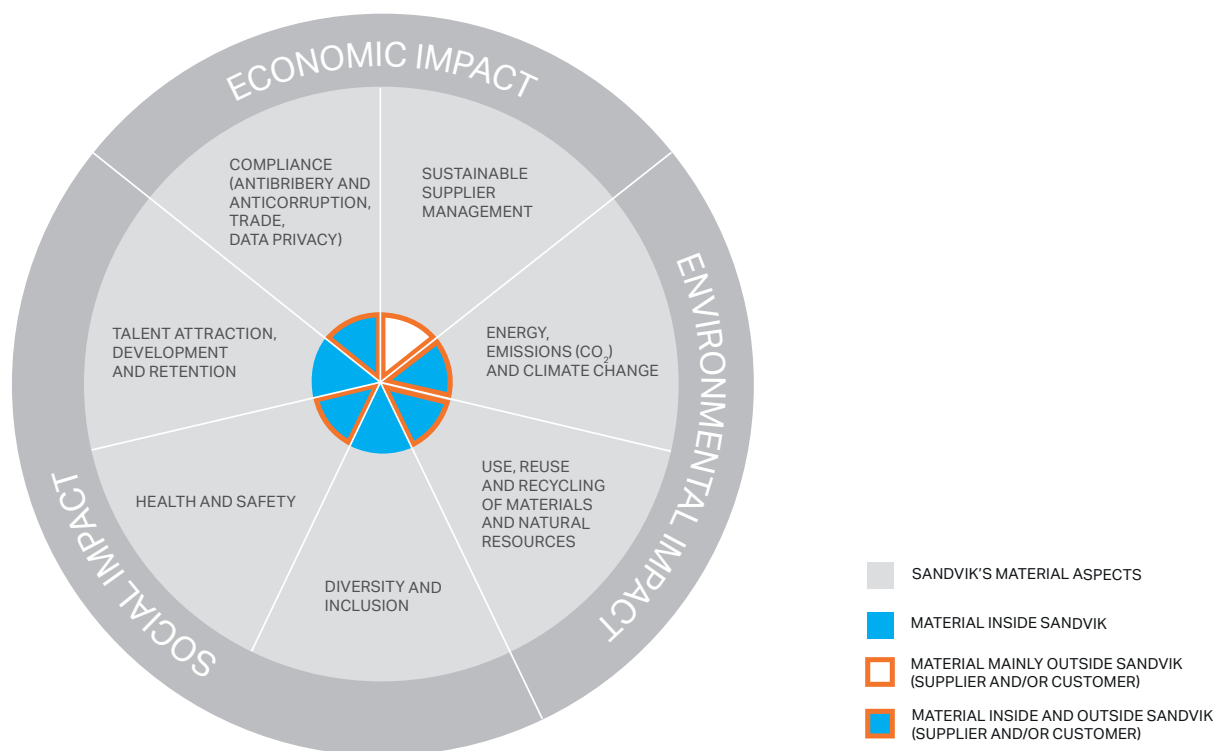 ECONOMIC IMPACT
COMPLIANCE
(ANTIBRIBERY AND
ANTICORRUPTION,
TRADE,
DATA PRIVACY)
SUSTAINABLE
SUPPLIER
MANAGEMENT
TALENT ATTRACTION,
DEVELOPMENT
AND RETENTION
ENERGY,
EMISSIONS (CO₂)
AND CLIMATE CHANGE
ENVIRONMENTAL IMPACT
HEALTH AND SAFETY
USE, REUSE
AND RECYCLING
OF MATERIALS
AND NATURAL
RESOURCES
SOCIAL IMPACT
DIVERSITY AND
INCLUSION
SANDVIK'S MATERIAL ASPECTS
MATERIAL INSIDE SANDVIK
MATERIAL MAINLY OUTSIDE SANDVIK
(SUPPLIER AND/OR CUSTOMER)
MATERIAL INSIDE AND OUTSIDE SANDVIK
(SUPPLIER AND/OR CUSTOMER)